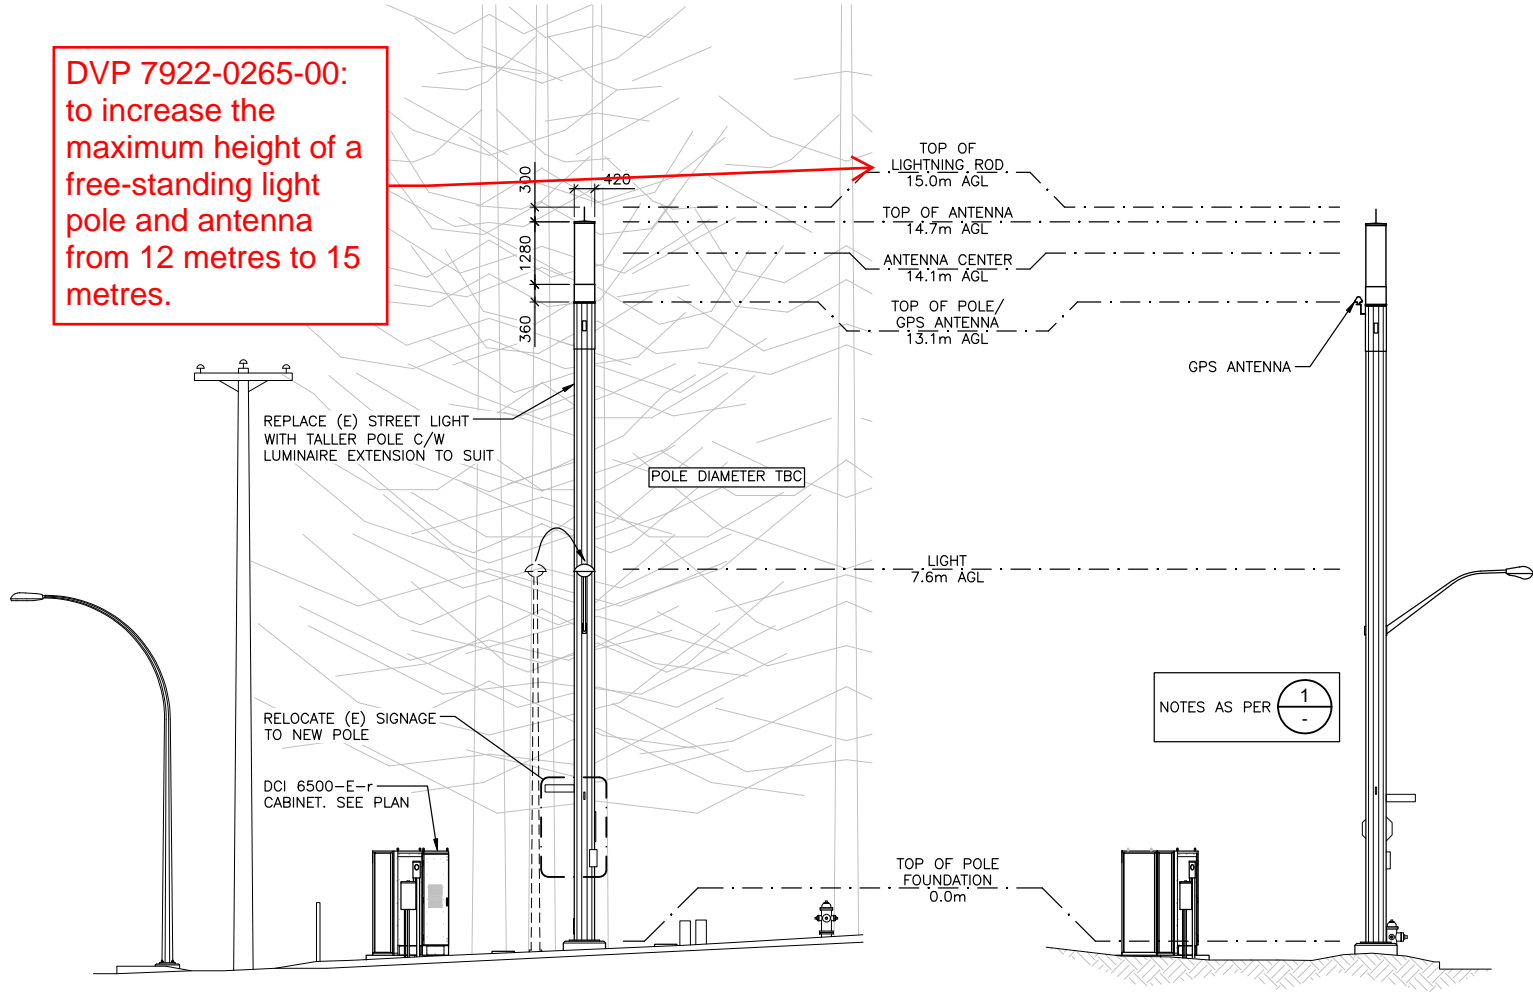 DVP 7922-0265-00:
to increase the
maximum height of a
free-standing light
pole and antenna
from 12 metres to 15
metres.
300
420
1280
360
TOP OF
LIGHTNING ROD
15.0m AGL
TOP OF ANTENNA
14.7m AGL
ANTENNA CENTER
14.1m AGL
TOP OF POLE/
GPS ANTENNA
13.1m AGL
GPS ANTENNA
REPLACE (E) STREET LIGHT
WITH TALLER POLE C/W
LUMINAIRE EXTENSION TO SUIT
POLE DIAMETER TBC
LIGHT
7.6m AGL
RELOCATE (E) SIGNAGE
TO NEW POLE
NOTES AS PER
1
-
DCI 6500-E-r
CABINET. SEE PLAN
TOP OF POLE
FOUNDATION
0.0m